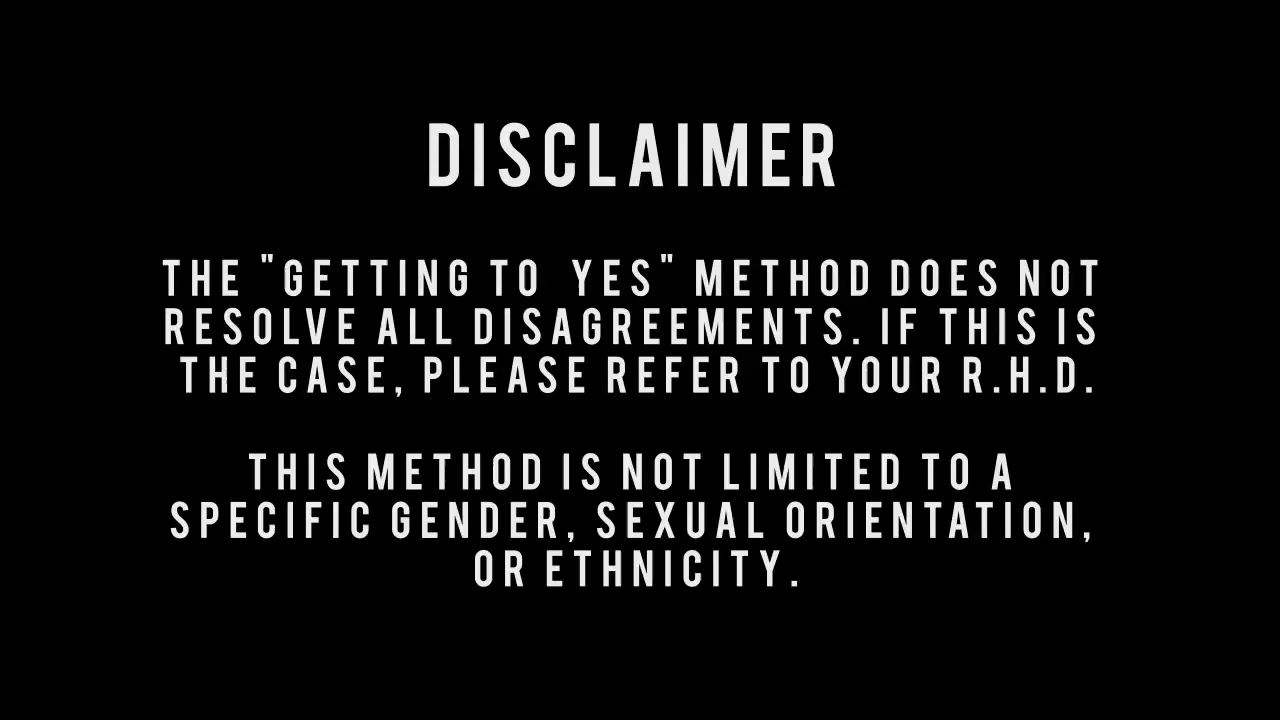 DISCLAIMER
THE "GETTING TO YES" METHOD DOES NOT
RESOLVE ALL DISAGREEMENTS. IF THIS IS
THE CASE, PLEASE REFER TO YOUR R.H.D.
THIS METHOD IS NOT LIMITED TO A
SPECIFIC GENDER, SEXUAL ORIENTATION,
OR ETHNICITY.